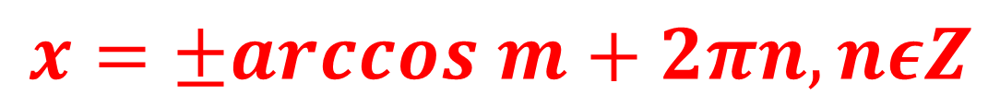 x = ±arccos m + 2πn, nϵZ